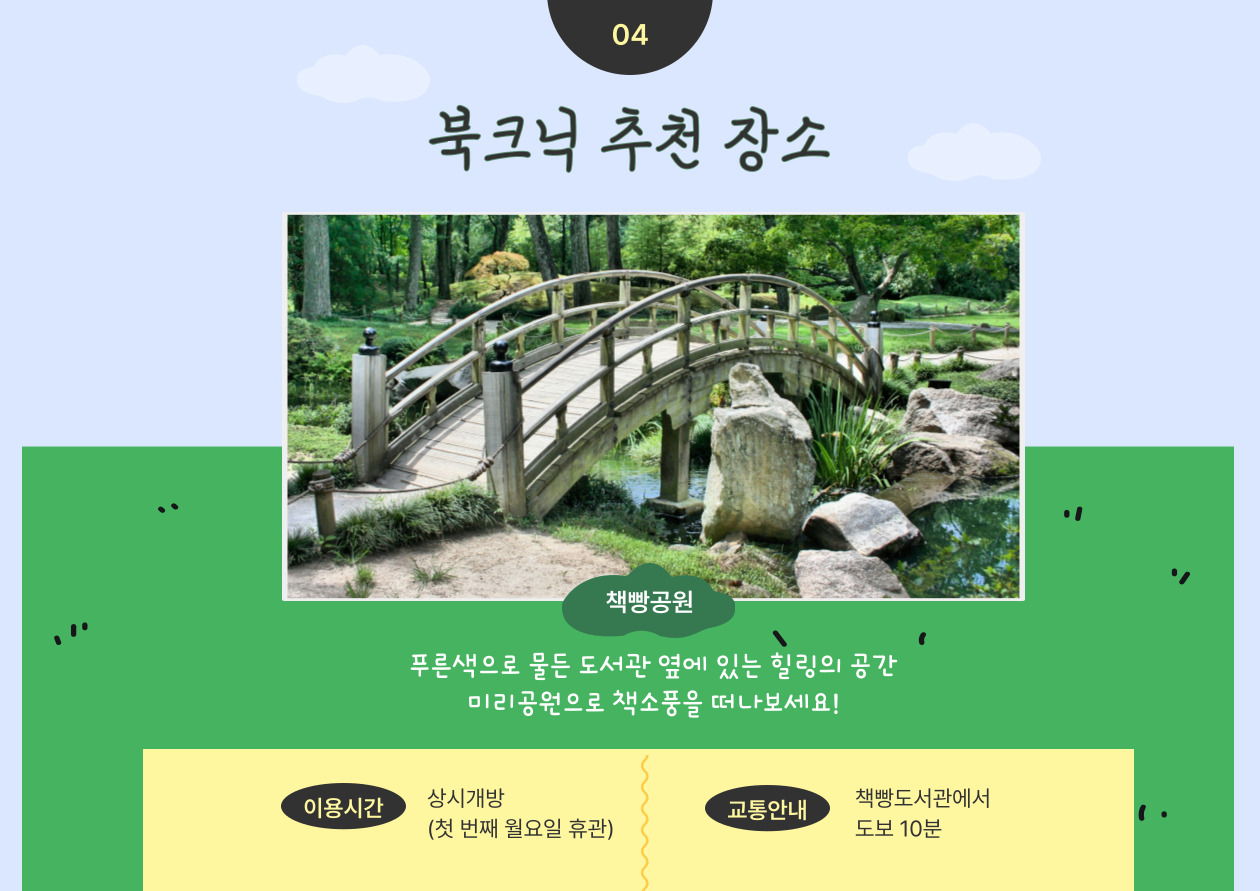 04
북크닉 추천 장소
책빵공원
푸른색으로 물든 도서관 옆에 있는 힐링의 공간
미리공원으로 책소풍을 떠나보세요!
이용시간
상시개방
(첫 번째 월요일 휴관)
교통안내
책빵도서관에서
도보 10분